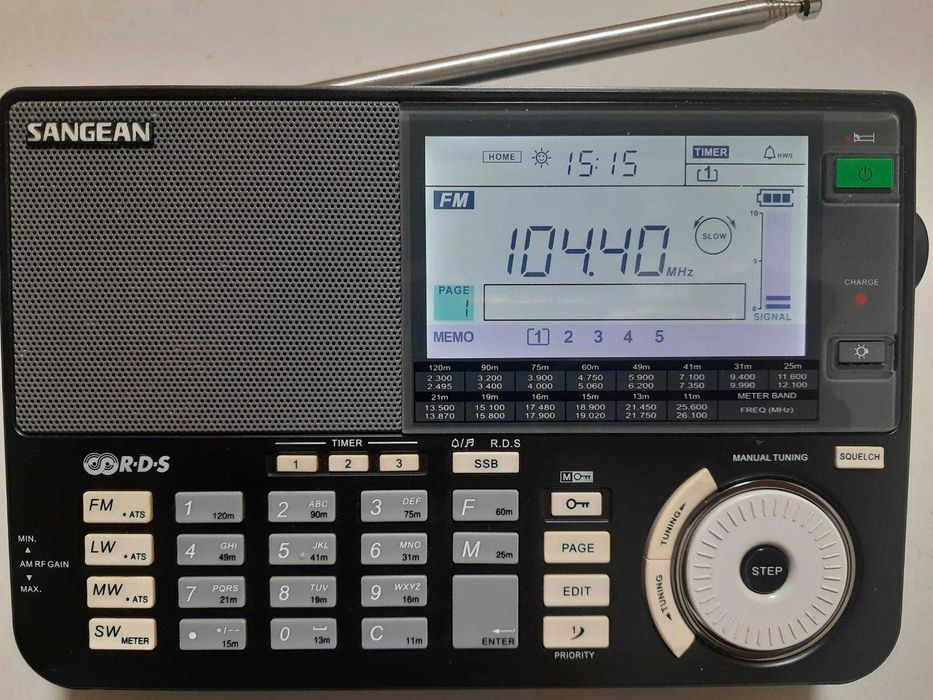 SANGEAN
HOME 15:15 TIMER HWS
1
FM
104.40 MHz
SLOW
10
5
0
SIGNAL
PAGE
1
MEMO 1 2 3 4 5
CHARGE
120m 90m 75m 60m 49m 41m 31m 25m
2.300 3.200 3.900 4.750 5.900 7.100 9.400 11.600
2.495 3.400 4.000 5.060 6.200 7.350 9.990 12.100
21m 19m 16m 15m 13m 11m METER BAND
13.500 15.100 17.480 18.900 21.450 25.600 FREQ (MHz)
13.870 15.800 17.900 19.020 21.750 26.100
R·D·S
TIMER
1 2 3
R.D.S
SSB
MANUAL TUNING
SQUELCH
M
FM • ATS
1 120m
2 ABC 90m
3 DEF 75m
F 60m
LW • ATS
4 GHI 49m
5 JKL 41m
6 MNO 31m
M 25m
PAGE
MW • ATS
7 PQRS 21m
8 TUV 19m
9 WXYZ 16m
ENTER
EDIT
SW METER
• */-- 15m
0 13m
C 11m
1
PRIORITY
MIN.
AM RF GAIN
MAX.
TUNING
TUNING
STEP